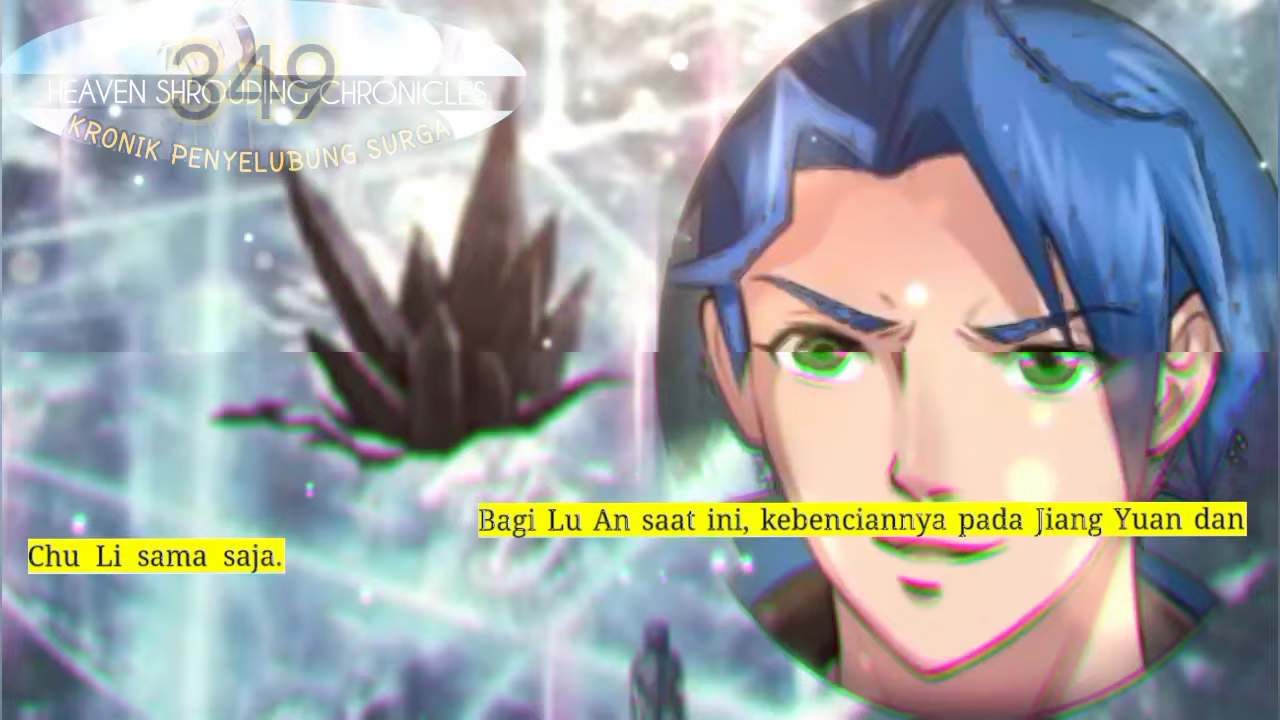 349
HEAVEN SHROUDING CHRONICLES
KRONIK PENYELUBUNG SURGA
Bagi Lu An saat ini, kebenciannya pada Jiang Yuan dan
Chu Li sama saja.